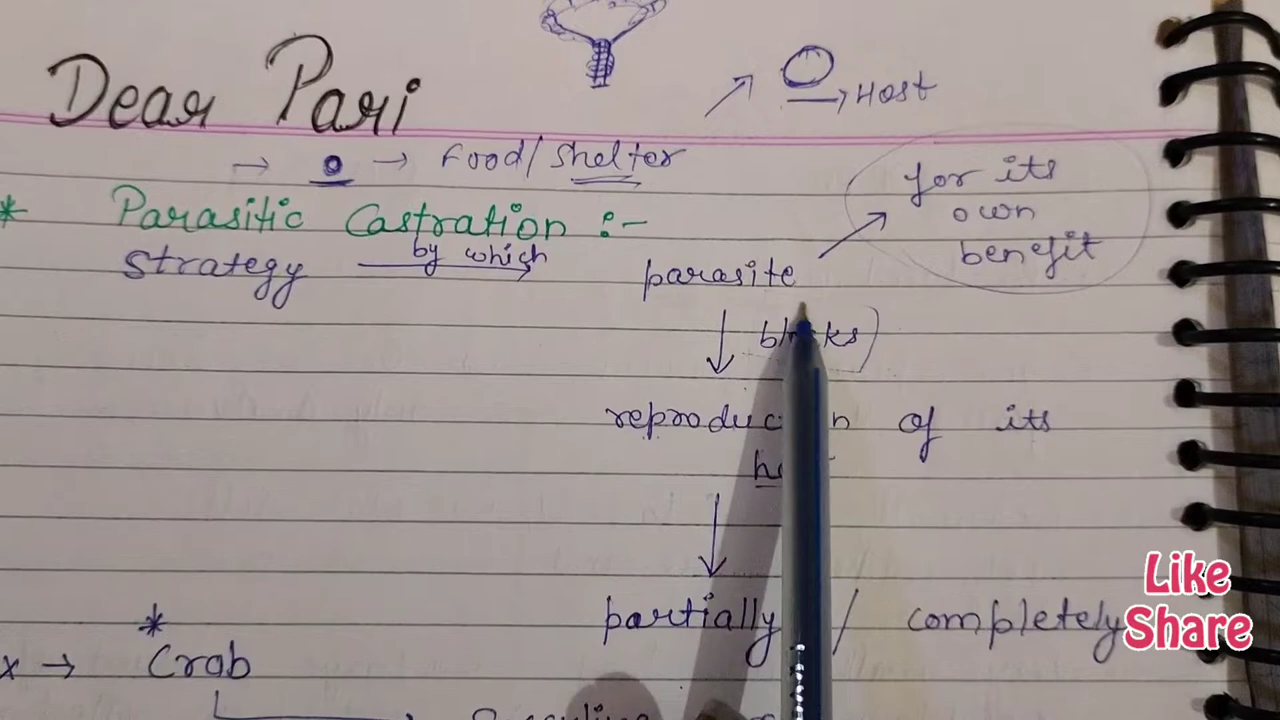 Dear Pari
→ Host
→ → Food/Shelter
for its
own
benefit
* Parasitic Castration :-
strategy by which parasite
reproduction of its
partially / completely
*
→ Crab
Like
Share